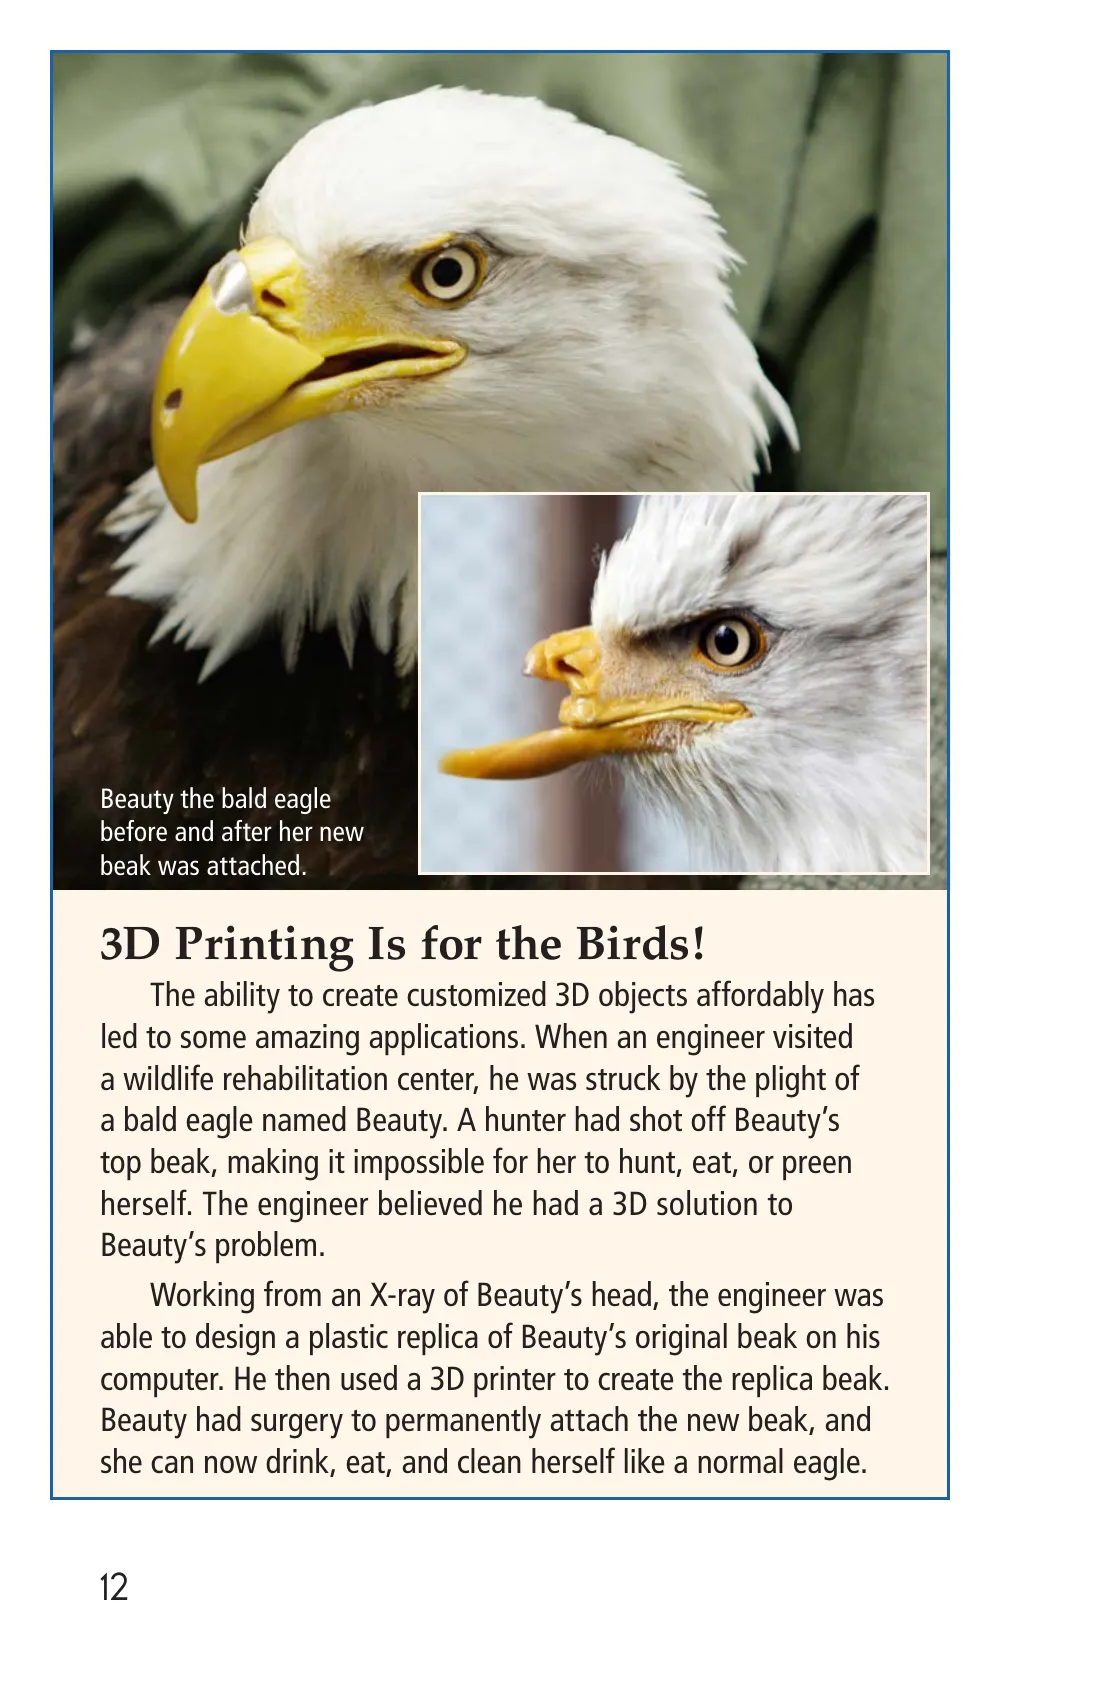 Beauty the bald eagle
before and after her new
beak was attached.
3D Printing Is for the Birds!
The ability to create customized 3D objects affordably has
led to some amazing applications. When an engineer visited
a wildlife rehabilitation center, he was struck by the plight of
a bald eagle named Beauty. A hunter had shot off Beauty’s
top beak, making it impossible for her to hunt, eat, or preen
herself. The engineer believed he had a 3D solution to
Beauty’s problem.
Working from an X-ray of Beauty’s head, the engineer was
able to design a plastic replica of Beauty’s original beak on his
computer. He then used a 3D printer to create the replica beak.
Beauty had surgery to permanently attach the new beak, and
she can now drink, eat, and clean herself like a normal eagle.
12